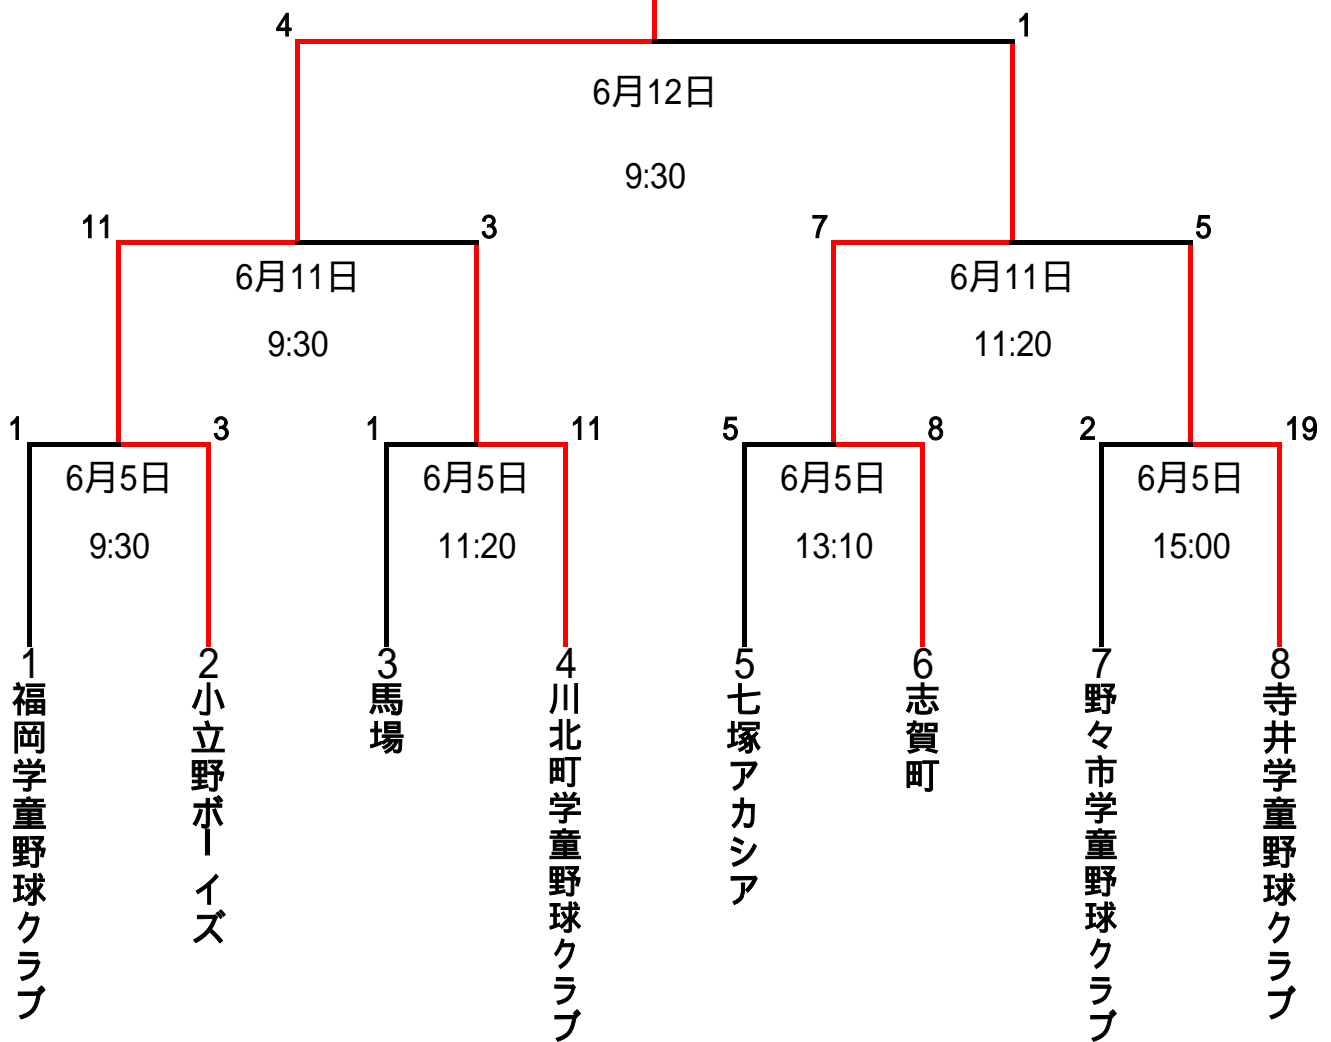 4 1
6月12日
9:30
11 3 7 5
6月11日 6月11日
9:30 11:20
1 3 1 11 5 8 2 19
6月5日 6月5日 6月5日 6月5日
9:30 11:20 13:10 15:00
1 2 3 4 5 6 7 8
福岡学童野球クラブ
小立野ボーイズ
馬場
川北町学童野球クラブ
七塚アカシア
志賀町
野々市学童野球クラブ
寺井学童野球クラブ